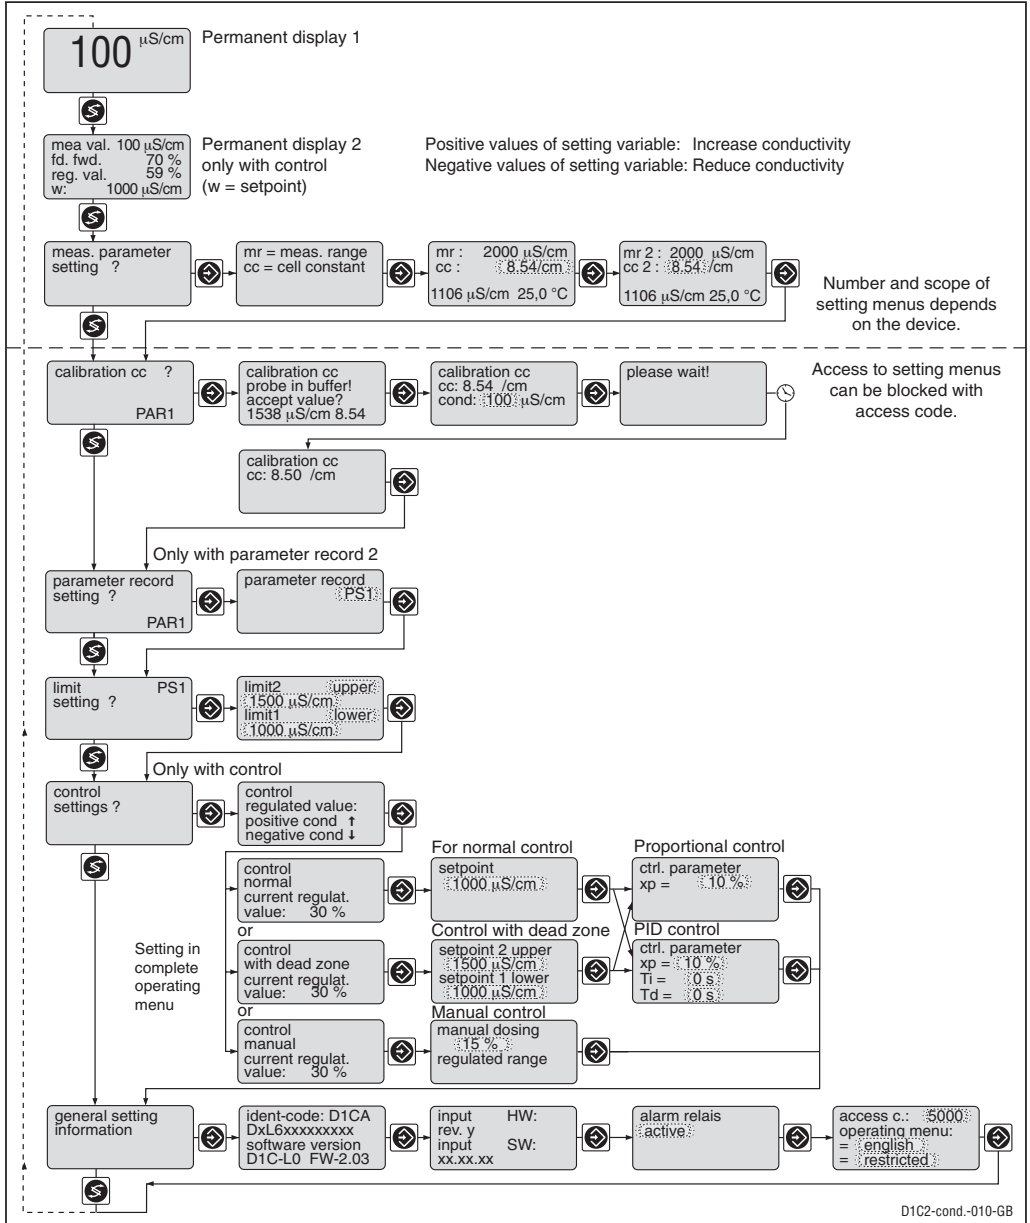 100 µS/cm
Permanent display 1
mea val. 100 µS/cm
fd. fwd. 70 %
reg. val. 59 %
w: 1000 µS/cm
Permanent display 2
only with control
(w = setpoint)
Positive values of setting variable: Increase conductivity
Negative values of setting variable: Reduce conductivity
meas. parameter
setting ?
mr = meas. range
cc = cell constant
mr : 2000 µS/cm
cc : 8.54/cm
1106 µS/cm 25,0 °C
mr 2 : 2000 µS/cm
cc 2 : 8.54 /cm
1106 µS/cm 25,0 °C
Number and scope of
setting menus depends
on the device.
calibration cc ?
PAR1
calibration cc
probe in buffer!
accept value?
1538 µS/cm 8.54
calibration cc
cc: 8.54 /cm
cond: 100 µS/cm
please wait!
Access to setting menus
can be blocked with
access code.
calibration cc
cc: 8.50 /cm
Only with parameter record 2
parameter record
setting ?
PAR1
parameter record
PS1
limit PS1
setting ?
limit2 upper
1500 µS/cm
limit1 lower
1000 µS/cm
Only with control
control
settings ?
control
regulated value:
positive cond ↑
negative cond ↓
For normal control
Proportional control
control
normal
current regulat.
value: 30 %
setpoint
1000 µS/cm
ctrl. parameter
xp = 10 %
or
Control with dead zone
PID control
Setting in
complete
operating
menu
control
with dead zone
current regulat.
value: 30 %
setpoint 2 upper
1500 µS/cm
setpoint 1 lower
1000 µS/cm
ctrl. parameter
xp = 10 %
Ti = 0 s
Td = 0 s
or
Manual control
control
manual
current regulat.
value: 30 %
manual dosing
15 %
regulated range
general setting
information
ident-code: D1CA
DxL6xxxxxxxxx
software version
D1C-L0 FW-2.03
input HW:
rev. y
input SW:
xx.xx.xx
alarm relais
active
access c.: 5000
operating menu:
= english
= restricted
D1C2-cond.-010-GB